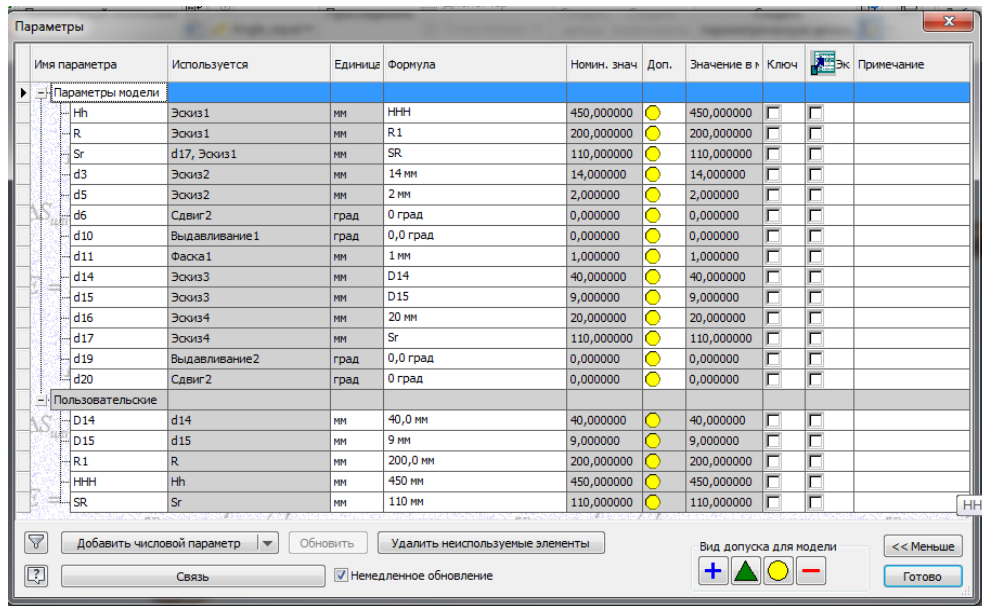 Параметры
Имя параметра Используется Единица Формула Номин. знач Доп. Значение в м Ключ Эк Примечание
Параметры модели
Hh Эскиз1 мм HHH 450,000000 450,000000
R Эскиз1 мм R1 200,000000 200,000000
Sr d17, Эскиз1 мм SR 110,000000 110,000000
d3 Эскиз2 мм 14 мм 14,000000 14,000000
d5 Эскиз2 мм 2 мм 2,000000 2,000000
d6 Сдвиг2 град 0 град 0,000000 0,000000
d10 Выдавливание1 град 0,0 град 0,000000 0,000000
d11 Фаска1 мм 1 мм 1,000000 1,000000
d14 Эскиз3 мм D14 40,000000 40,000000
d15 Эскиз3 мм D15 9,000000 9,000000
d16 Эскиз4 мм 20 мм 20,000000 20,000000
d17 Эскиз4 мм Sr 110,000000 110,000000
d19 Выдавливание2 град 0,0 град 0,000000 0,000000
d20 Сдвиг2 град 0 град 0,000000 0,000000
Пользовательские
D14 d14 мм 40,0 мм 40,000000 40,000000
D15 d15 мм 9 мм 9,000000 9,000000
R1 R мм 200,0 мм 200,000000 200,000000
HHH Hh мм 450 мм 450,000000 450,000000
SR Sr мм 110 мм 110,000000 110,000000
HH
Добавить числовой параметр Обновить Удалить неиспользуемые элементы Вид допуска для модели << Меньше
Связь Немедленное обновление Готово